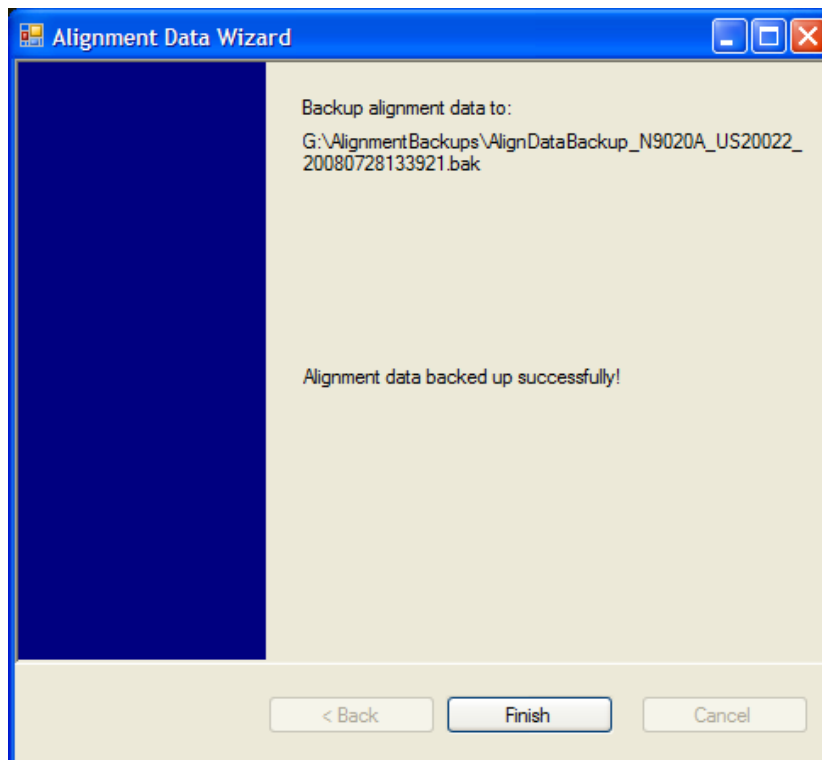 Alignment Data Wizard
Backup alignment data to:
G:\AlignmentBackups\AlignDataBackup_N9020A_US20022_
20080728133921.bak
Alignment data backed up successfully!
< Back
Finish
Cancel